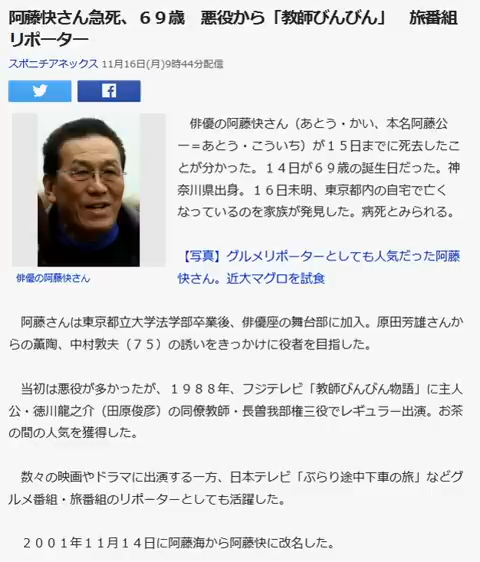 阿藤快さん急死、６９歳　悪役から「教師びんびん」　旅番組
リポーター
スポニチアネックス 11月16日(月)9時44分配信
俳優の阿藤快さん（あとう・かい、本名阿藤公
一＝あとう・こういち）が１５日までに死去したこ
とが分かった。１４日が６９歳の誕生日だった。神
奈川県出身。１６日未明、東京都内の自宅で亡く
なっているのを家族が発見した。病死とみられる。
【写真】グルメリポーターとしても人気だった阿藤
快さん。近大マグロを試食
俳優の阿藤快さん
阿藤さんは東京都立大学法学部卒業後、俳優座の舞台部に加入。原田芳雄さんか
らの薫陶、中村敦夫（７５）の誘いをきっかけに役者を目指した。
当初は悪役が多かったが、１９８８年、フジテレビ「教師びんびん物語」に主人
公・徳川龍之介（田原俊彦）の同僚教師・長曽我部権三役でレギュラー出演。お茶
の間の人気を獲得した。
数々の映画やドラマに出演する一方、日本テレビ「ぶらり途中下車の旅」などグ
ルメ番組・旅番組のリポーターとしても活躍した。
２００１年１１月１４日に阿藤海から阿藤快に改名した。